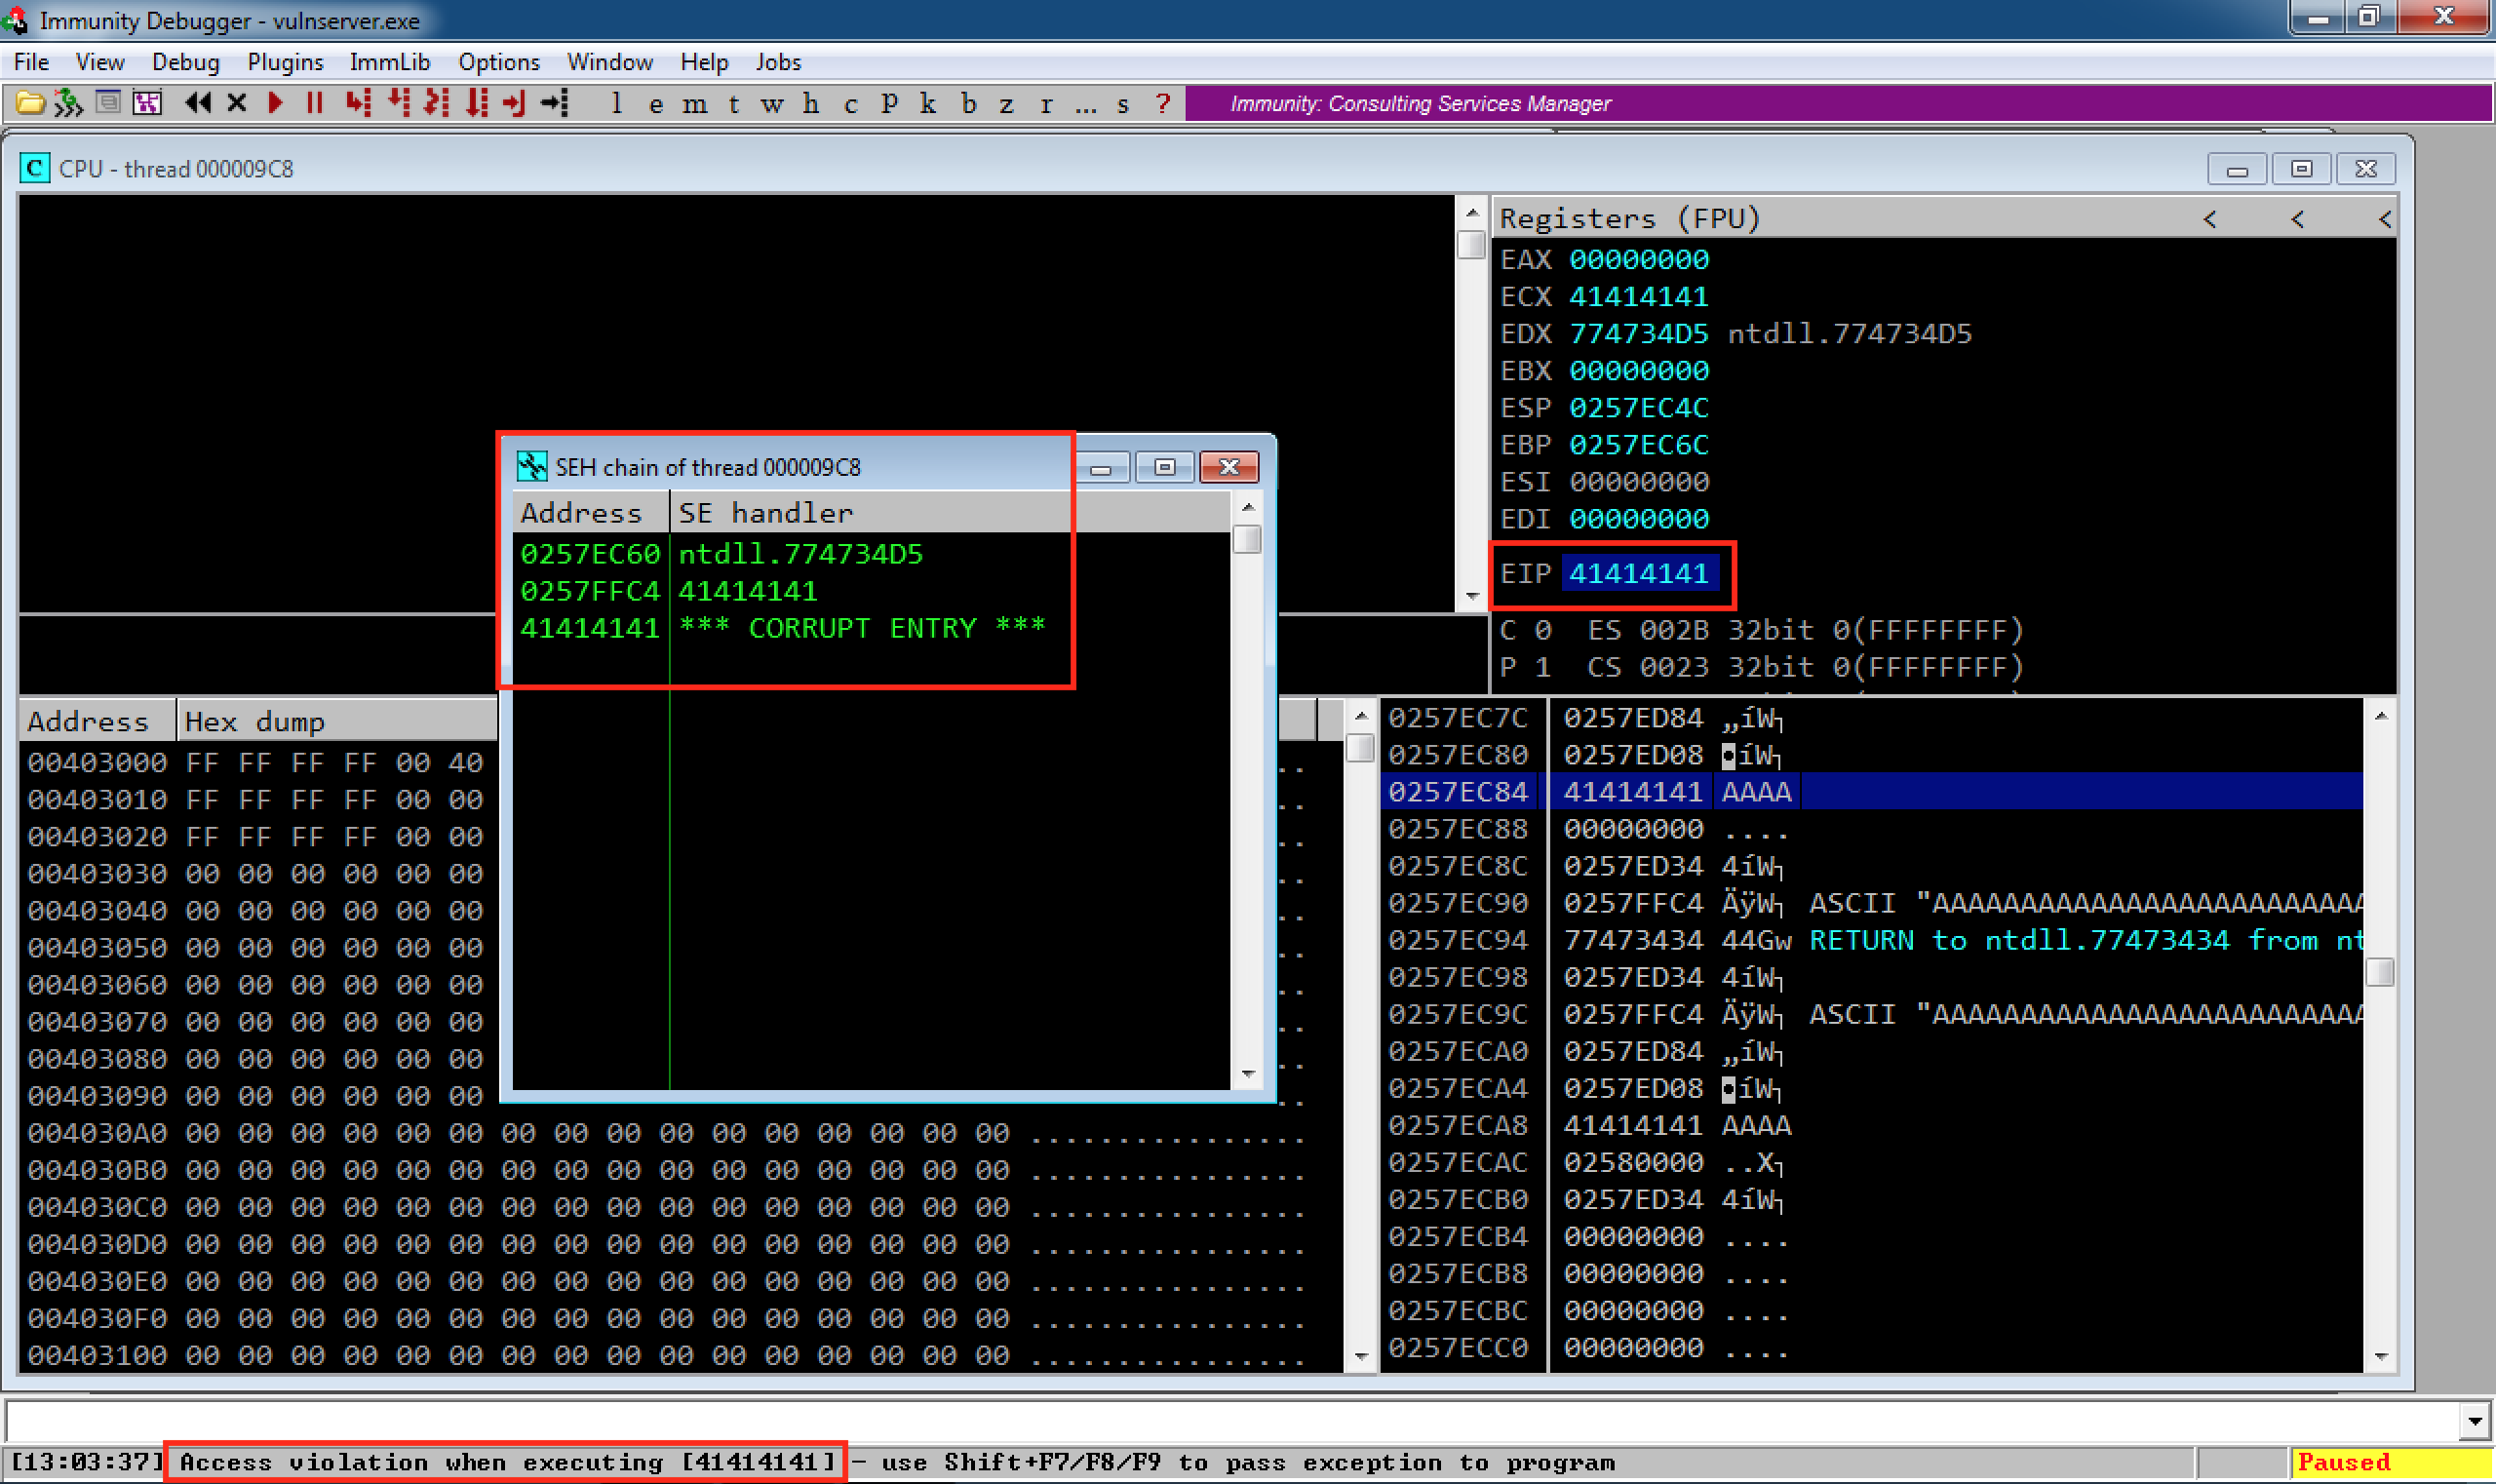 Immunity Debugger - vulnserver.exe
File View Debug Plugins ImmLib Options Window Help Jobs
l e m t w h c P k b z r ... s ? Immunity: Consulting Services Manager
C CPU - thread 000009C8
Registers (FPU) < < <
EAX 00000000
ECX 41414141
EDX 774734D5 ntdll.774734D5
EBX 00000000
ESP 0257EC4C
EBP 0257EC6C
ESI 00000000
EDI 00000000
EIP 41414141
C 0 ES 002B 32bit 0(FFFFFFFF)
P 1 CS 0023 32bit 0(FFFFFFFF)
SEH chain of thread 000009C8
Address SE handler
0257EC60 ntdll.774734D5
0257FFC4 41414141
41414141 *** CORRUPT ENTRY ***
Address Hex dump
00403000 FF FF FF FF 00 40 ..
00403010 FF FF FF FF 00 00 ..
00403020 FF FF FF FF 00 00 ..
00403030 00 00 00 00 00 00 ..
00403040 00 00 00 00 00 00 ..
00403050 00 00 00 00 00 00 ..
00403060 00 00 00 00 00 00 ..
00403070 00 00 00 00 00 00 ..
00403080 00 00 00 00 00 00 ..
00403090 00 00 00 00 00 00 ..
004030A0 00 00 00 00 00 00 00 00 00 00 00 00 00 00 00 00 ................
004030B0 00 00 00 00 00 00 00 00 00 00 00 00 00 00 00 00 ................
004030C0 00 00 00 00 00 00 00 00 00 00 00 00 00 00 00 00 ................
004030D0 00 00 00 00 00 00 00 00 00 00 00 00 00 00 00 00 ................
004030E0 00 00 00 00 00 00 00 00 00 00 00 00 00 00 00 00 ................
004030F0 00 00 00 00 00 00 00 00 00 00 00 00 00 00 00 00 ................
00403100 00 00 00 00 00 00 00 00 00 00 00 00 00 00 00 00 ................
0257EC7C 0257ED84 „íW┐
0257EC80 0257ED08 ◘íW┐
0257EC84 41414141 AAAA
0257EC88 00000000 ....
0257EC8C 0257ED34 4íW┐
0257EC90 0257FFC4 ÄÿW┐ ASCII "AAAAAAAAAAAAAAAAAAAAAAAAA
0257EC94 77473434 44Gw RETURN to ntdll.77473434 from nt
0257EC98 0257ED34 4íW┐
0257EC9C 0257FFC4 ÄÿW┐ ASCII "AAAAAAAAAAAAAAAAAAAAAAAAA
0257ECA0 0257ED84 „íW┐
0257ECA4 0257ED08 ◘íW┐
0257ECA8 41414141 AAAA
0257ECAC 02580000 ..X┐
0257ECB0 0257ED34 4íW┐
0257ECB4 00000000 ....
0257ECB8 00000000 ....
0257ECBC 00000000 ....
0257ECC0 00000000 ....
[13:03:37] Access violation when executing [41414141] - use Shift+F7/F8/F9 to pass exception to program Paused